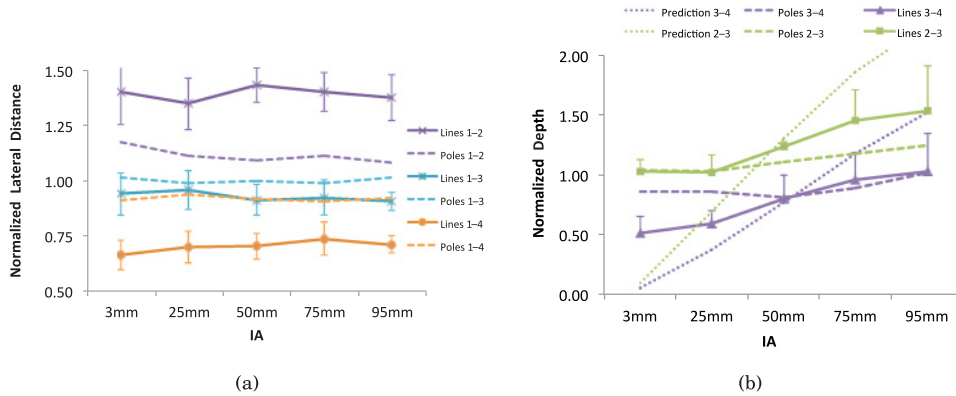 Prediction 3–4 Poles 3–4 Lines 3–4
Prediction 2–3 Poles 2–3 Lines 2–3
Normalized Lateral Distance
1.50
1.25
1.00
0.75
0.50
3mm 25mm 50mm 75mm 95mm
IA
Lines 1–2
Poles 1–2
Lines 1–3
Poles 1–3
Lines 1–4
Poles 1–4
(a)
Normalized Depth
2.00
1.50
1.00
0.50
0.00
3mm 25mm 50mm 75mm 95mm
IA
(b)